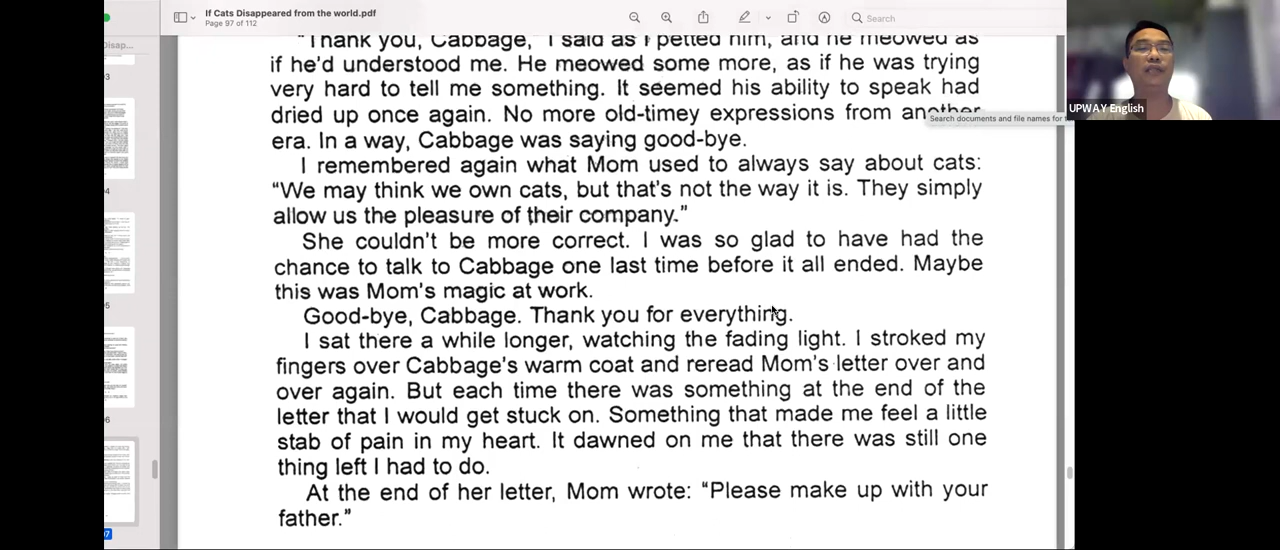 If Cats Disappeared from the world.pdf
Page 97 of 112
Search
Disap...
"Thank you, Cabbage," I said as I petted him, and he meowed as
if he'd understood me. He meowed some more, as if he was trying
very hard to tell me something. It seemed his ability to speak had
dried up once again. No more old-timey expressions from another
Search documents and file names for
era. In a way, Cabbage was saying good-bye.
I remembered again what Mom used to always say about cats:
"We may think we own cats, but that's not the way it is. They simply
allow us the pleasure of their company."
She couldn't be more correct. I was so glad to have had the
chance to talk to Cabbage one last time before it all ended. Maybe
this was Mom's magic at work.
Good-bye, Cabbage. Thank you for everything.
I sat there a while longer, watching the fading light. I stroked my
fingers over Cabbage's warm coat and reread Mom's letter over and
over again. But each time there was something at the end of the
letter that I would get stuck on. Something that made me feel a little
stab of pain in my heart. It dawned on me that there was still one
thing left I had to do.
At the end of her letter, Mom wrote: "Please make up with your
father."
UPWAY English